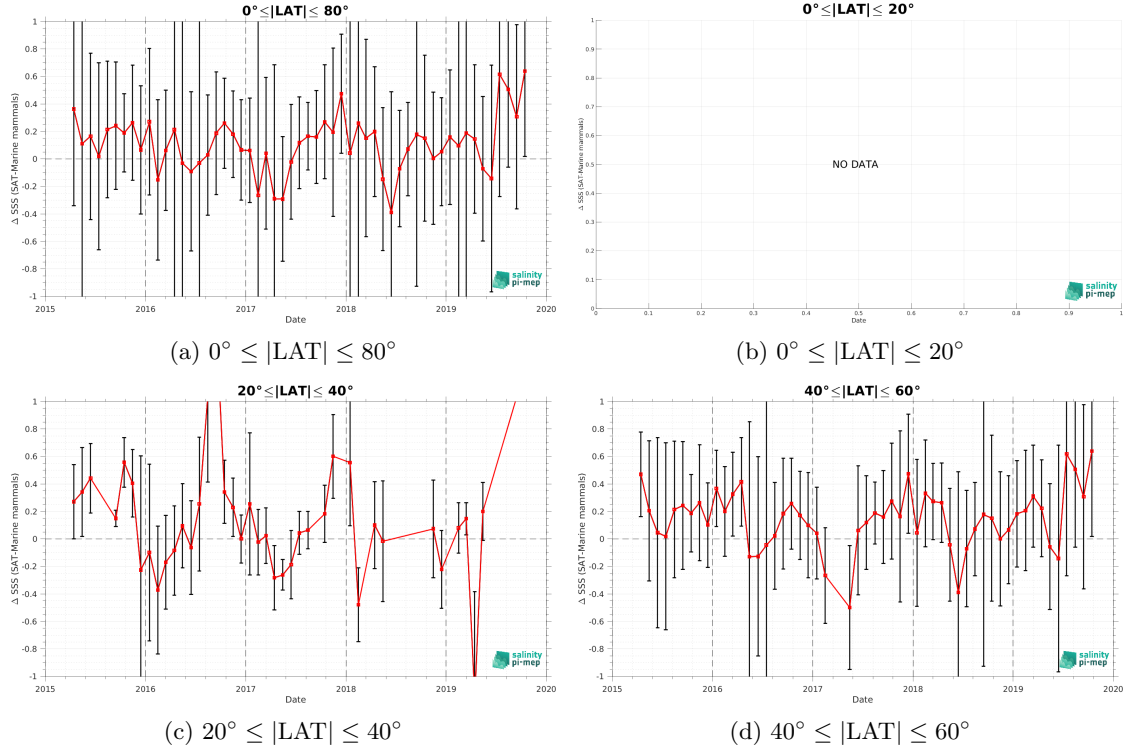 0°≤|LAT|≤ 80°
Δ SSS (SAT-Marine mammals)
1
0.8
0.6
0.4
0.2
0
-0.2
-0.4
-0.6
-0.8
-1
2015 2016 2017 2018 2019 2020
Date
salinity
pi-mep
(a) 0° ≤ |LAT| ≤ 80°
0°≤|LAT|≤ 20°
Δ SSS (SAT-Marine mammals)
1
0.9
0.8
0.7
0.6
0.5
0.4
0.3
0.2
0.1
0
NO DATA
0 0.1 0.2 0.3 0.4 0.5 0.6 0.7 0.8 0.9 1
Date
salinity
pi-mep
(b) 0° ≤ |LAT| ≤ 20°
20°≤|LAT|≤ 40°
Δ SSS (SAT-Marine mammals)
1
0.8
0.6
0.4
0.2
0
-0.2
-0.4
-0.6
-0.8
-1
2015 2016 2017 2018 2019 2020
Date
salinity
pi-mep
(c) 20° ≤ |LAT| ≤ 40°
40°≤|LAT|≤ 60°
Δ SSS (SAT-Marine mammals)
1
0.8
0.6
0.4
0.2
0
-0.2
-0.4
-0.6
-0.8
-1
2015 2016 2017 2018 2019 2020
Date
salinity
pi-mep
(d) 40° ≤ |LAT| ≤ 60°